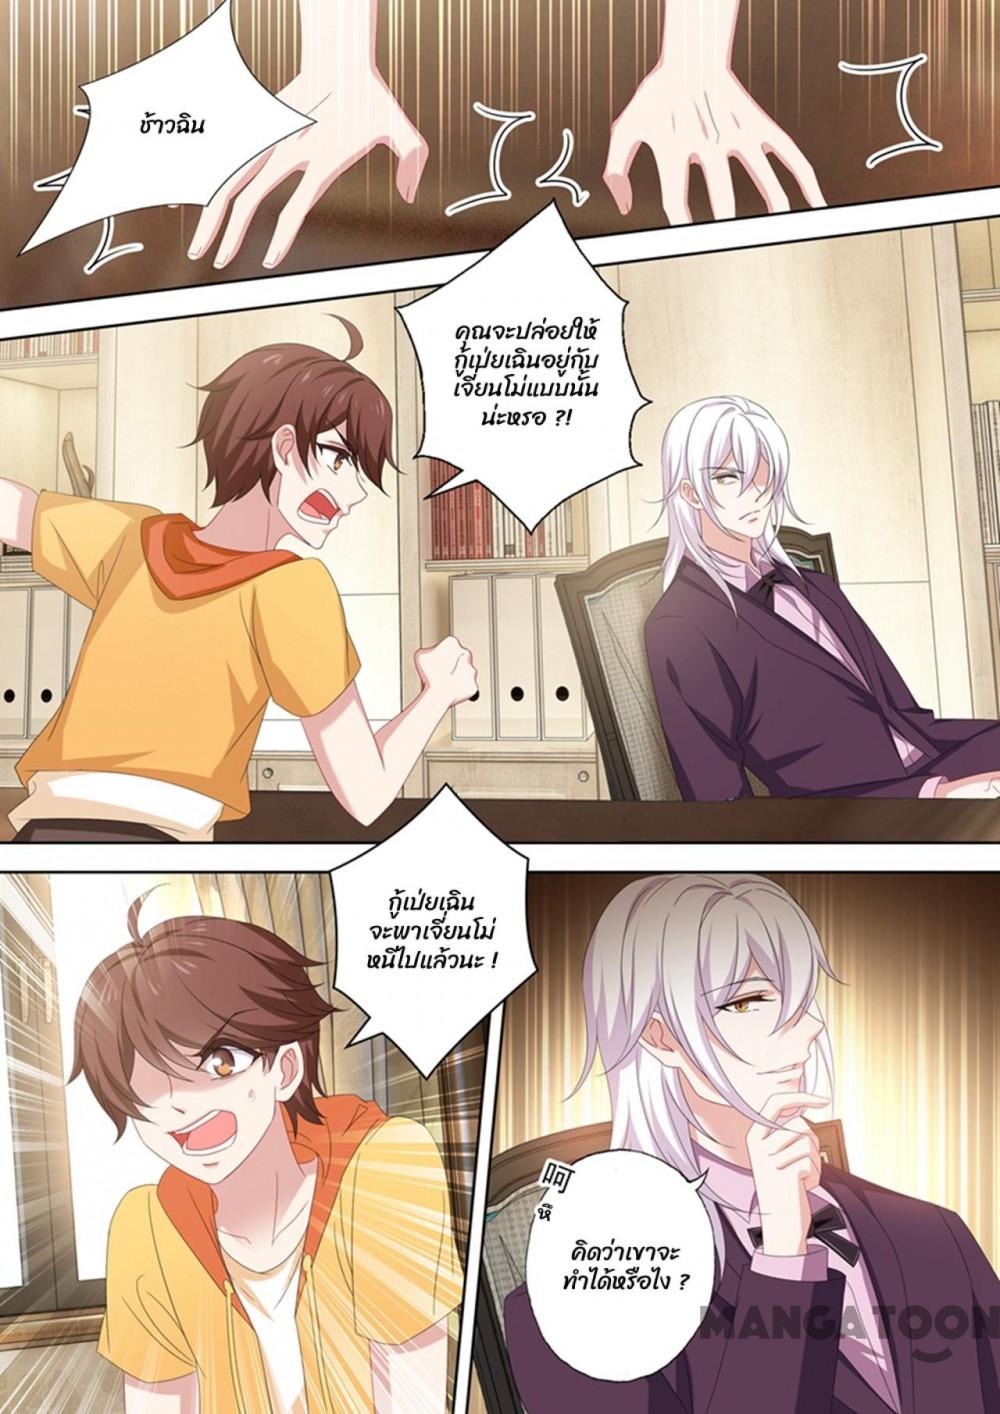 ช้าวฉิน
คุณจะปล่อยให้
กู้เป่ยเฉินอยู่กับ
เจี่ยนโม่แบบนั้น
น่ะหรอ ?!
กู้เป่ยเฉิน
จะพาเจี่ยนโม่
หนีไปแล้วนะ !
呵
หึ
คิดว่าเขาจะ
ทำได้หรือไง ?
MANGATOON